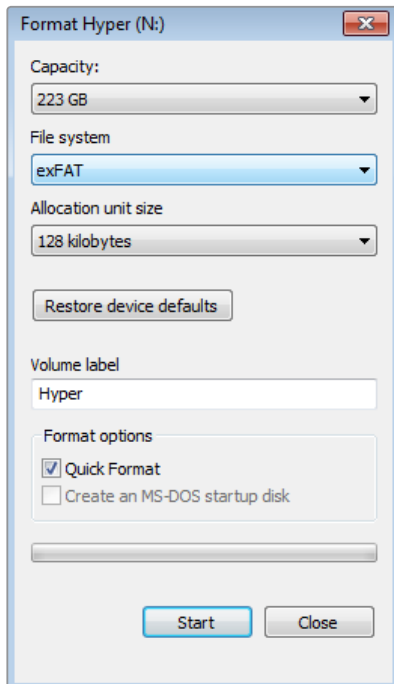 Format Hyper (N:)
Capacity:
223 GB
File system
exFAT
Allocation unit size
128 kilobytes
Restore device defaults
Volume label
Hyper
Format options
Quick Format
Create an MS-DOS startup disk
Start Close